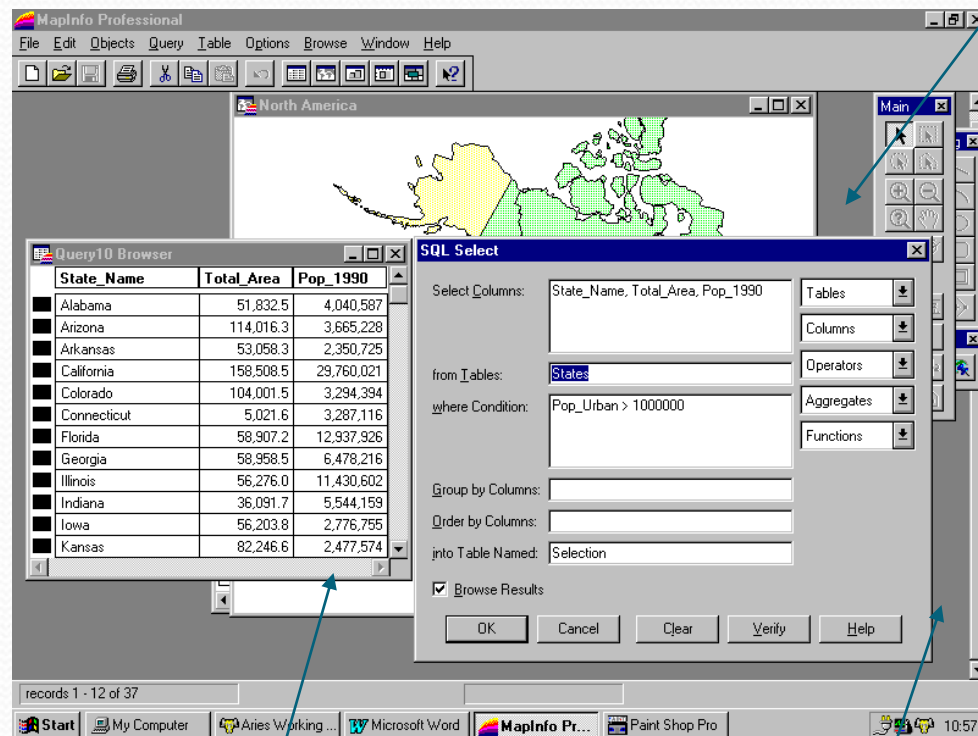 MapInfo Professional
File Edit Objects Query Table Options Browse Window Help
North America
Main
Query10 Browser
State_Name Total_Area Pop_1990
Alabama 51,832.5 4,040,587
Arizona 114,016.3 3,665,228
Arkansas 53,058.3 2,350,725
California 158,508.5 29,760,021
Colorado 104,001.5 3,294,394
Connecticut 5,021.6 3,287,116
Florida 58,907.2 12,937,926
Georgia 58,958.5 6,478,216
Illinois 56,276.0 11,430,602
Indiana 36,091.7 5,544,159
Iowa 56,203.8 2,776,755
Kansas 82,246.6 2,477,574
SQL Select
Select Columns: State_Name, Total_Area, Pop_1990
Tables
Columns
Operators
Aggregates
Functions
from Tables: States
where Condition: Pop_Urban > 1000000
Group by Columns:
Order by Columns:
into Table Named: Selection
Browse Results
OK Cancel Clear Verify Help
records 1 - 12 of 37
Start My Computer Aries Working ... Microsoft Word MapInfo Pr... Paint Shop Pro 10:57